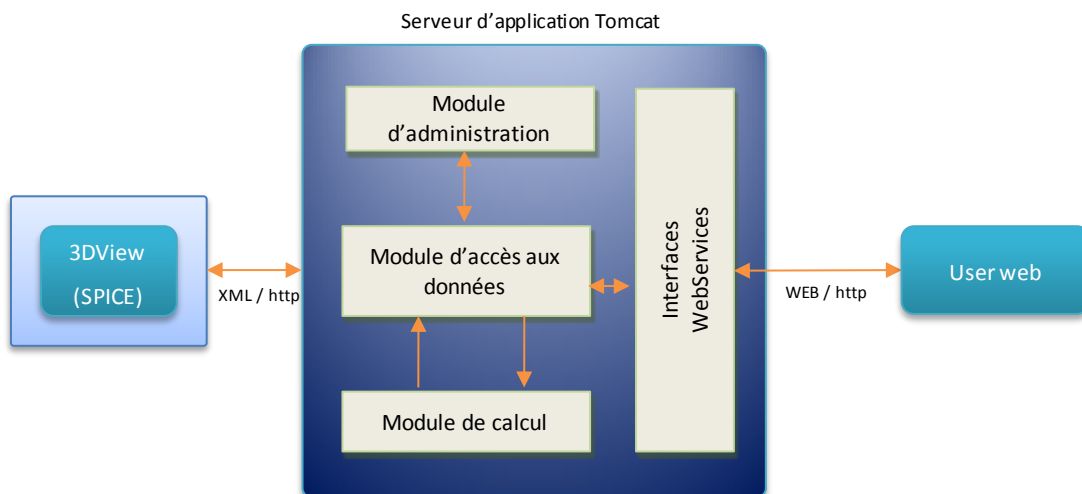 Serveur d’application Tomcat
Module
d’administration
3DView
(SPICE)
XML / http
Module d’accès aux
données
Interfaces
WebServices
WEB / http
User web
Module de calcul